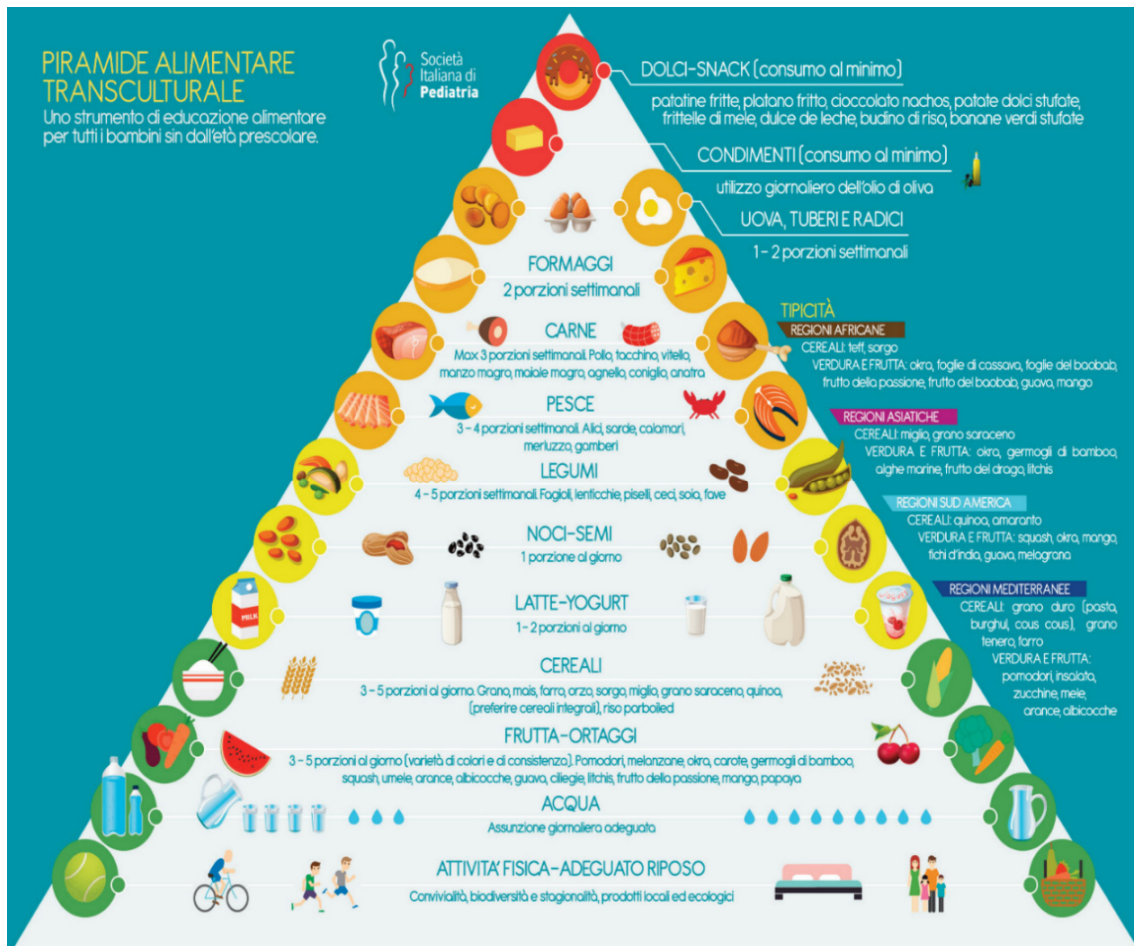 PIRAMIDE ALIMENTARE
TRANSCULTURALE
Uno strumento di educazione alimentare
per tutti i bambini sin dall'età prescolare.
Società
Italiana di
Pediatria
DOLCI-SNACK (consumo al minimo)
patatine fritte, platano fritto, cioccolato nachos, patate dolci stufate,
frittelle di mele, dulce de leche, budino di riso, banane verdi stufate
CONDIMENTI (consumo al minimo)
utilizzo giornaliero dell'olio di oliva
UOVA, TUBERI E RADICI
1 - 2 porzioni settimanali
FORMAGGI
2 porzioni settimanali
CARNE
Max 3 porzioni settimanali. Pollo, tacchino, vitello,
manzo magro, maiale magro, agnello, coniglio, anatra
PESCE
3 - 4 porzioni settimanali. Alici, sarde, calamari,
merluzzo, gamberi
LEGUMI
4 - 5 porzioni settimanali. Fagioli, lenticchie, piselli, ceci, soia, fave
NOCI-SEMI
1 porzione al giorno
LATTE-YOGURT
1 - 2 porzioni al giorno
MILK
CEREALI
3 - 5 porzioni al giorno. Grano, mais, farro, orzo, sorgo, miglio, grano saraceno, quinoa,
(preferire cereali integrali), riso parboiled
FRUTTA-ORTAGGI
3 - 5 porzioni al giorno (varietà di colori e di consistenza). Pomodori, melanzane, okra, carote, germogli di bamboo,
squash, umele, arance, albicocche, guava, ciliegie, litchis, frutto della passione, mango, papaya
ACQUA
Assunzione giornaliera adeguata
ATTIVITA' FISICA-ADEGUATO RIPOSO
Convivialità, biodiversità e stagionalità, prodotti locali ed ecologici
TIPICITÀ
REGIONI AFRICANE
CEREALI: teff, sorgo
VERDURA E FRUTTA: okra, foglie di cassava, foglie del baobab,
frutto della passione, frutto del baobab, guava, mango
REGIONI ASIATICHE
CEREALI: miglio, grano saraceno
VERDURA E FRUTTA: okra, germogli di bamboo,
alghe marine, frutto del drago, litchis
REGIONI SUD AMERICA
CEREALI: quinoa, amaranto
VERDURA E FRUTTA: squash, okra, mango,
fichi d'india, guava, melagrana
REGIONI MEDITERRANEE
CEREALI: grano duro (pasta,
burghul, cous cous), grano
tenero, farro
VERDURA E FRUTTA:
pomodori, insalata,
zucchine, mele,
arance, albicocche